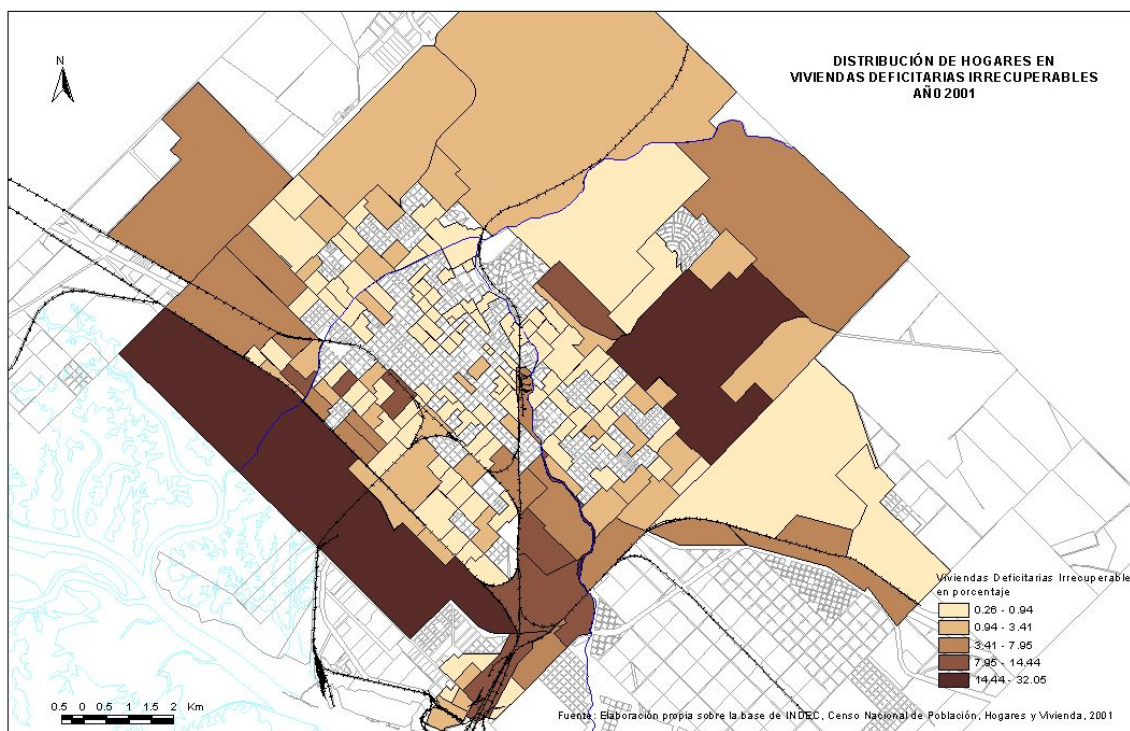 N
DISTRIBUCIÓN DE HOGARES EN
VIVIENDAS DEFICITARIAS IRRECUPERABLES
AÑO 2001
Viviendas Deficitarias Irrecuperable
en porcentaje
0.26 - 0.94
0.94 - 3.41
3.41 - 7.95
7.95 - 14.44
14.44 - 32.05
0.5 0 0.5 1 1.5 2 Km
Fuente: Elaboración propia sobre la base de INDEC, Censo Nacional de Población, Hogares y Vivienda, 2001